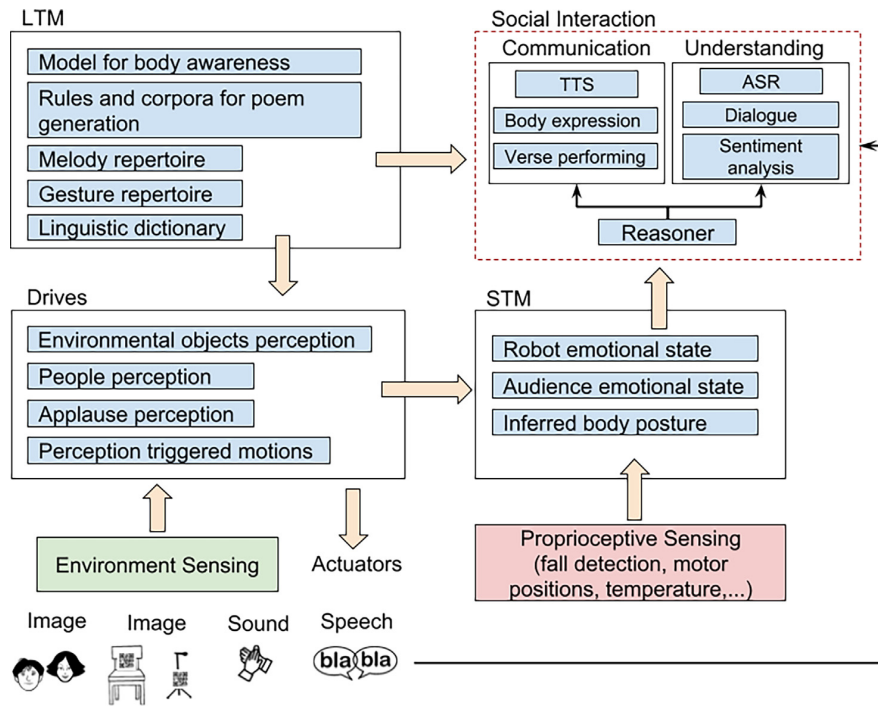 LTM
Model for body awareness
Rules and corpora for poem
generation
Melody repertoire
Gesture repertoire
Linguistic dictionary
Social Interaction
Communication
TTS
Body expression
Verse performing
Understanding
ASR
Dialogue
Sentiment
analysis
Reasoner
Drives
Environmental objects perception
People perception
Applause perception
Perception triggered motions
STM
Robot emotional state
Audience emotional state
Inferred body posture
Environment Sensing
Actuators
Proprioceptive Sensing
(fall detection, motor
positions, temperature,...)
Image
Image
Sound
Speech
bla bla